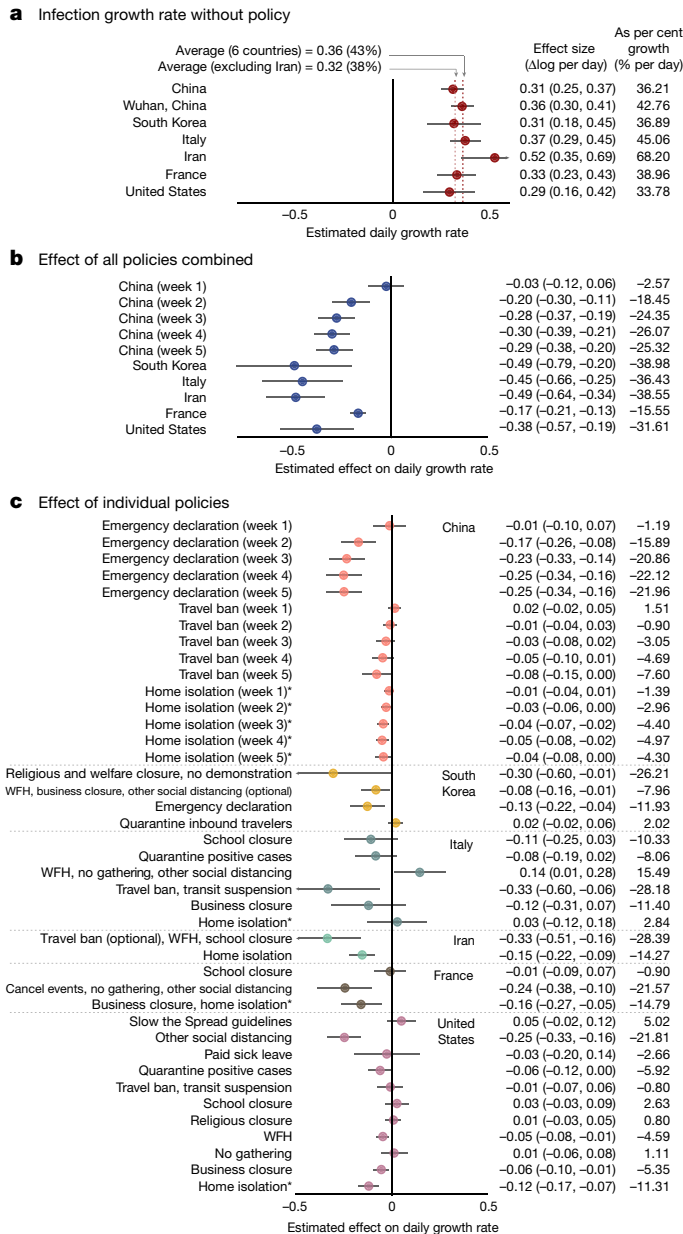 a Infection growth rate without policy
As per cent
Average (6 countries) = 0.36 (43%) Effect size growth
Average (excluding Iran) = 0.32 (38%) (Δlog per day) (% per day)
China 0.31 (0.25, 0.37) 36.21
Wuhan, China 0.36 (0.30, 0.41) 42.76
South Korea 0.31 (0.18, 0.45) 36.89
Italy 0.37 (0.29, 0.45) 45.06
Iran 0.52 (0.35, 0.69) 68.20
France 0.33 (0.23, 0.43) 38.96
United States 0.29 (0.16, 0.42) 33.78
−0.5 0 0.5
Estimated daily growth rate
b Effect of all policies combined
China (week 1) −0.03 (−0.12, 0.06) −2.57
China (week 2) −0.20 (−0.30, −0.11) −18.45
China (week 3) −0.28 (−0.37, −0.19) −24.35
China (week 4) −0.30 (−0.39, −0.21) −26.07
China (week 5) −0.29 (−0.38, −0.20) −25.32
South Korea −0.49 (−0.79, −0.20) −38.98
Italy −0.45 (−0.66, −0.25) −36.43
Iran −0.49 (−0.64, −0.34) −38.55
France −0.17 (−0.21, −0.13) −15.55
United States −0.38 (−0.57, −0.19) −31.61
−0.5 0 0.5
Estimated effect on daily growth rate
c Effect of individual policies
Emergency declaration (week 1) China −0.01 (−0.10, 0.07) −1.19
Emergency declaration (week 2) −0.17 (−0.26, −0.08) −15.89
Emergency declaration (week 3) −0.23 (−0.33, −0.14) −20.86
Emergency declaration (week 4) −0.25 (−0.34, −0.16) −22.12
Emergency declaration (week 5) −0.25 (−0.34, −0.16) −21.96
Travel ban (week 1) 0.02 (−0.02, 0.05) 1.51
Travel ban (week 2) −0.01 (−0.04, 0.03) −0.90
Travel ban (week 3) −0.03 (−0.08, 0.02) −3.05
Travel ban (week 4) −0.05 (−0.10, 0.01) −4.69
Travel ban (week 5) −0.08 (−0.15, 0.00) −7.60
Home isolation (week 1)* −0.01 (−0.04, 0.01) −1.39
Home isolation (week 2)* −0.03 (−0.06, 0.00) −2.96
Home isolation (week 3)* −0.04 (−0.07, −0.02) −4.40
Home isolation (week 4)* −0.05 (−0.08, −0.02) −4.97
Home isolation (week 5)* −0.04 (−0.08, 0.00) −4.30
Religious and welfare closure, no demonstration South −0.30 (−0.60, −0.01) −26.21
WFH, business closure, other social distancing (optional) Korea −0.08 (−0.16, −0.01) −7.96
Emergency declaration −0.13 (−0.22, −0.04) −11.93
Quarantine inbound travelers 0.02 (−0.02, 0.06) 2.02
School closure Italy −0.11 (−0.25, 0.03) −10.33
Quarantine positive cases −0.08 (−0.19, 0.02) −8.06
WFH, no gathering, other social distancing 0.14 (0.01, 0.28) 15.49
Travel ban, transit suspension −0.33 (−0.60, −0.06) −28.18
Business closure −0.12 (−0.31, 0.07) −11.40
Home isolation* 0.03 (−0.12, 0.18) 2.84
Travel ban (optional), WFH, school closure Iran −0.33 (−0.51, −0.16) −28.39
Home isolation −0.15 (−0.22, −0.09) −14.27
School closure France −0.01 (−0.09, 0.07) −0.90
Cancel events, no gathering, other social distancing −0.24 (−0.38, −0.10) −21.57
Business closure, home isolation* −0.16 (−0.27, −0.05) −14.79
Slow the Spread guidelines United 0.05 (−0.02, 0.12) 5.02
Other social distancing States −0.25 (−0.33, −0.16) −21.81
Paid sick leave −0.03 (−0.20, 0.14) −2.66
Quarantine positive cases −0.06 (−0.12, 0.00) −5.92
Travel ban, transit suspension −0.01 (−0.07, 0.06) −0.80
School closure 0.03 (−0.03, 0.09) 2.63
Religious closure 0.01 (−0.03, 0.05) 0.80
WFH −0.05 (−0.08, −0.01) −4.59
No gathering 0.01 (−0.06, 0.08) 1.11
Business closure −0.06 (−0.10, −0.01) −5.35
Home isolation* −0.12 (−0.17, −0.07) −11.31
−0.5 0 0.5
Estimated effect on daily growth rate